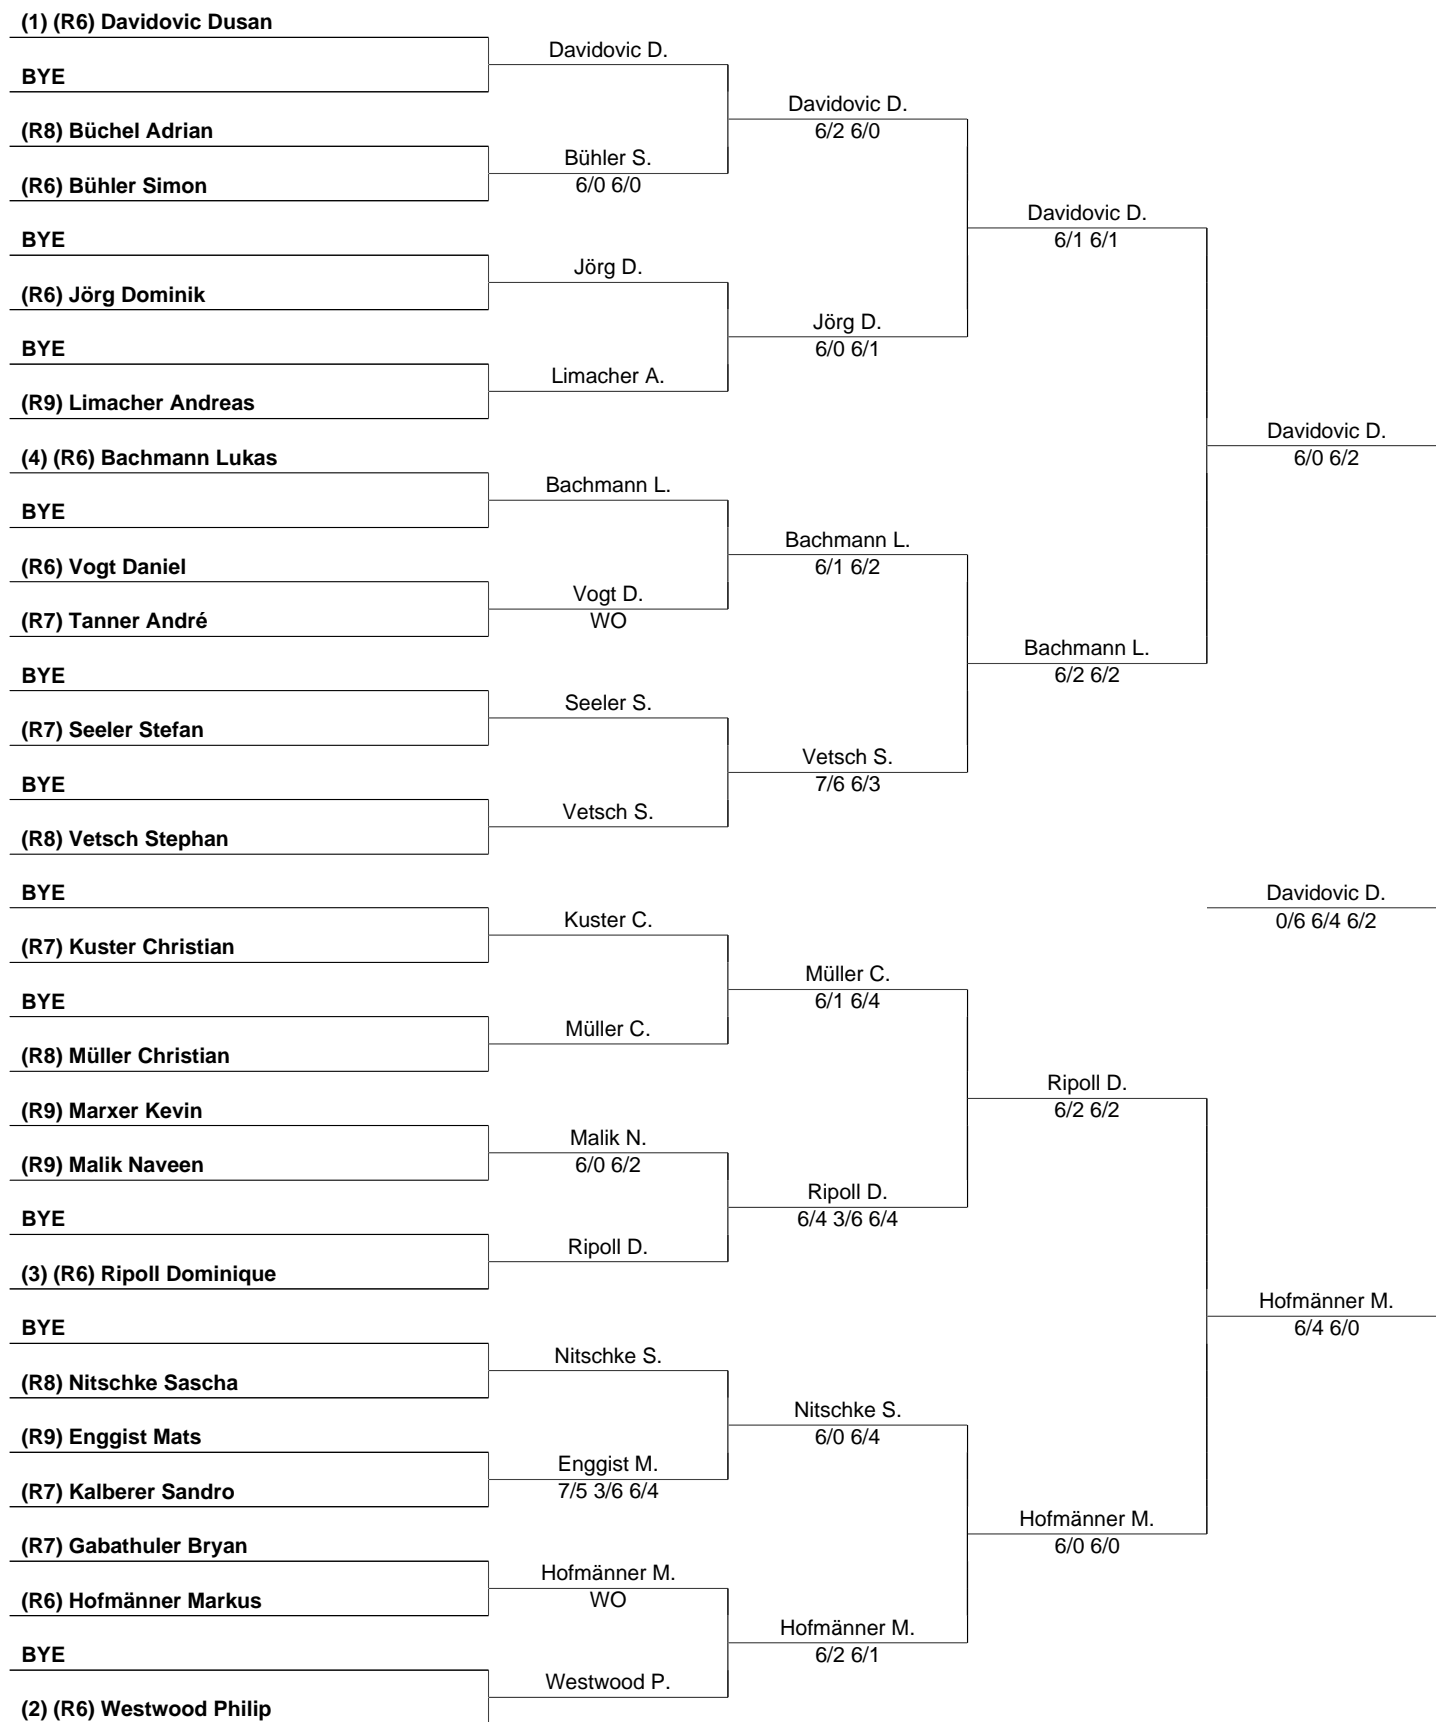 (1) (R6) Davidovic Dusan
BYE
(R8) Büchel Adrian
(R6) Bühler Simon
BYE
(R6) Jörg Dominik
BYE
(R9) Limacher Andreas
(4) (R6) Bachmann Lukas
BYE
(R6) Vogt Daniel
(R7) Tanner André
BYE
(R7) Seeler Stefan
BYE
(R8) Vetsch Stephan
BYE
(R7) Kuster Christian
BYE
(R8) Müller Christian
(R9) Marxer Kevin
(R9) Malik Naveen
BYE
(3) (R6) Ripoll Dominique
BYE
(R8) Nitschke Sascha
(R9) Enggist Mats
(R7) Kalberer Sandro
(R7) Gabathuler Bryan
(R6) Hofmänner Markus
BYE
(2) (R6) Westwood Philip
Davidovic D.
Bühler S.
6/0 6/0
Jörg D.
Limacher A.
Bachmann L.
Vogt D.
WO
Seeler S.
Vetsch S.
Kuster C.
Müller C.
Malik N.
6/0 6/2
Ripoll D.
Nitschke S.
Enggist M.
7/5 3/6 6/4
Hofmänner M.
WO
Westwood P.
Davidovic D.
6/2 6/0
Jörg D.
6/0 6/1
Bachmann L.
6/1 6/2
Vetsch S.
7/6 6/3
Müller C.
6/1 6/4
Ripoll D.
6/4 3/6 6/4
Nitschke S.
6/0 6/4
Hofmänner M.
6/2 6/1
Davidovic D.
6/1 6/1
Bachmann L.
6/2 6/2
Ripoll D.
6/2 6/2
Hofmänner M.
6/0 6/0
Davidovic D.
6/0 6/2
Davidovic D.
0/6 6/4 6/2
Hofmänner M.
6/4 6/0